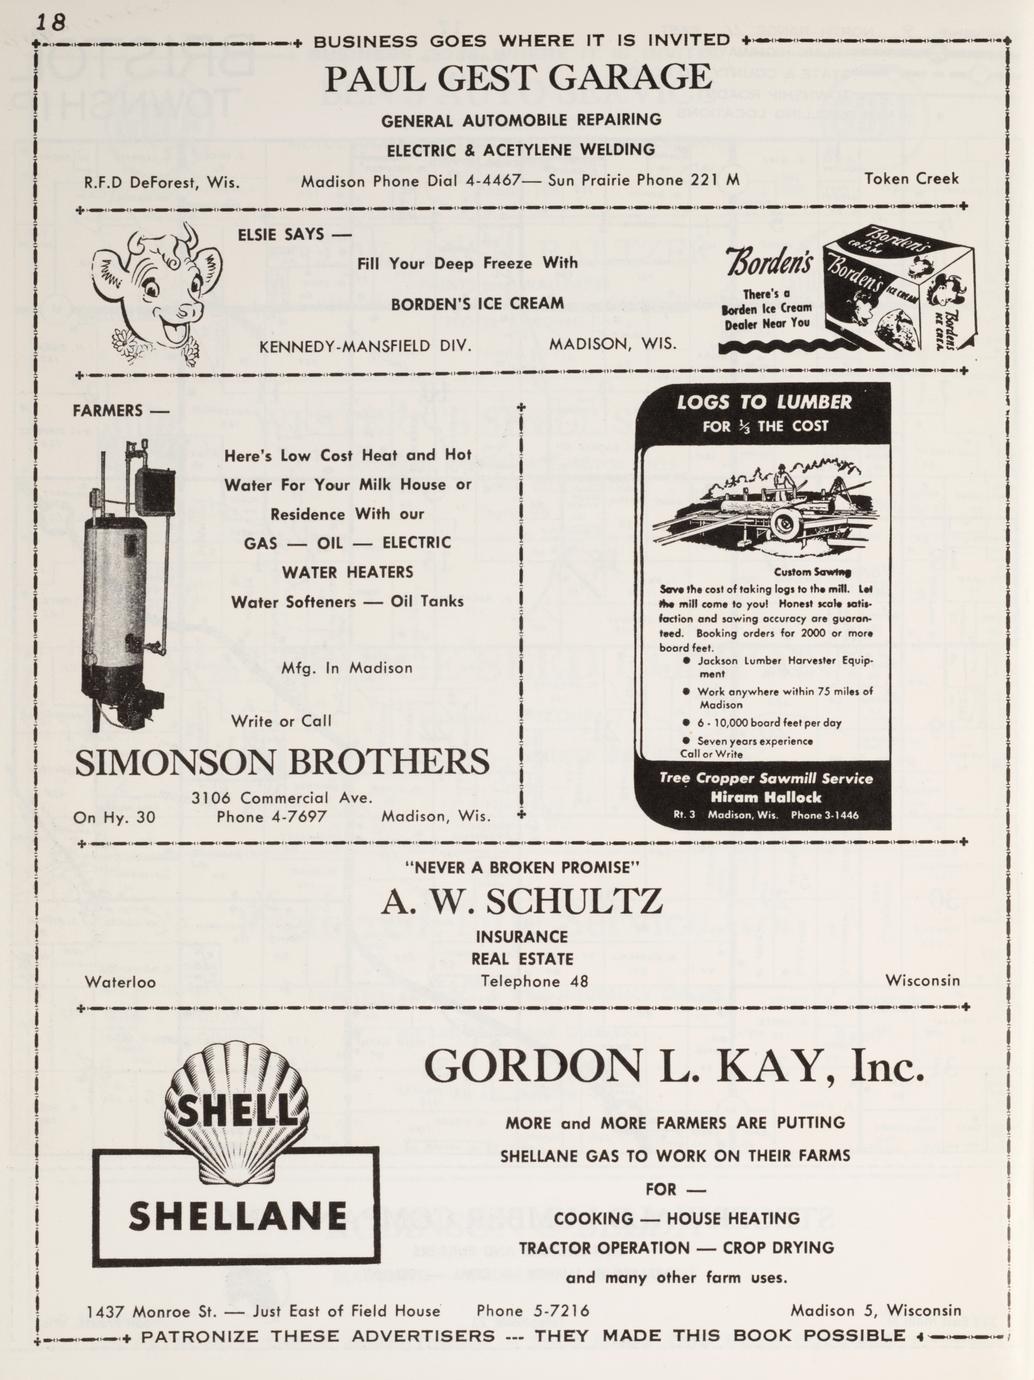 18
BUSINESS GOES WHERE IT IS INVITED
PAUL GEST GARAGE
GENERAL AUTOMOBILE REPAIRING
ELECTRIC & ACETYLENE WELDING
R.F.D DeForest, Wis. Madison Phone Dial 4-4467— Sun Prairie Phone 221 M Token Creek
ELSIE SAYS —
Fill Your Deep Freeze With
BORDEN'S ICE CREAM
KENNEDY-MANSFIELD DIV. MADISON, WIS.
Borden's
There's a
Borden Ice Cream
Dealer Near You
Borden's
ICE
CREAM
Borden's
ICE CREAM
Borden's
ICE CREAM
FARMERS —
Here's Low Cost Heat and Hot
Water For Your Milk House or
Residence With our
GAS — OIL — ELECTRIC
WATER HEATERS
Water Softeners — Oil Tanks
Mfg. In Madison
Write or Call
SIMONSON BROTHERS
3106 Commercial Ave.
On Hy. 30 Phone 4-7697 Madison, Wis.
LOGS TO LUMBER
FOR ⅓ THE COST
Custom Sawing
Save the cost of taking logs to the mill. Let
the mill come to you! Honest scale satis-
faction and sawing accuracy are guaran-
teed. Booking orders for 2000 or more
board feet.
● Jackson Lumber Harvester Equip-
ment
● Work anywhere within 75 miles of
Madison
● 6 - 10,000 board feet per day
● Seven years experience
Call or Write
Tree Cropper Sawmill Service
Hiram Hallock
Rt. 3 Madison, Wis. Phone 3-1446
"NEVER A BROKEN PROMISE"
A. W. SCHULTZ
INSURANCE
REAL ESTATE
Waterloo Telephone 48 Wisconsin
SHELL
SHELLANE
GORDON L. KAY, Inc.
MORE and MORE FARMERS ARE PUTTING
SHELLANE GAS TO WORK ON THEIR FARMS
FOR —
COOKING — HOUSE HEATING
TRACTOR OPERATION — CROP DRYING
and many other farm uses.
1437 Monroe St. — Just East of Field House Phone 5-7216 Madison 5, Wisconsin
PATRONIZE THESE ADVERTISERS --- THEY MADE THIS BOOK POSSIBLE